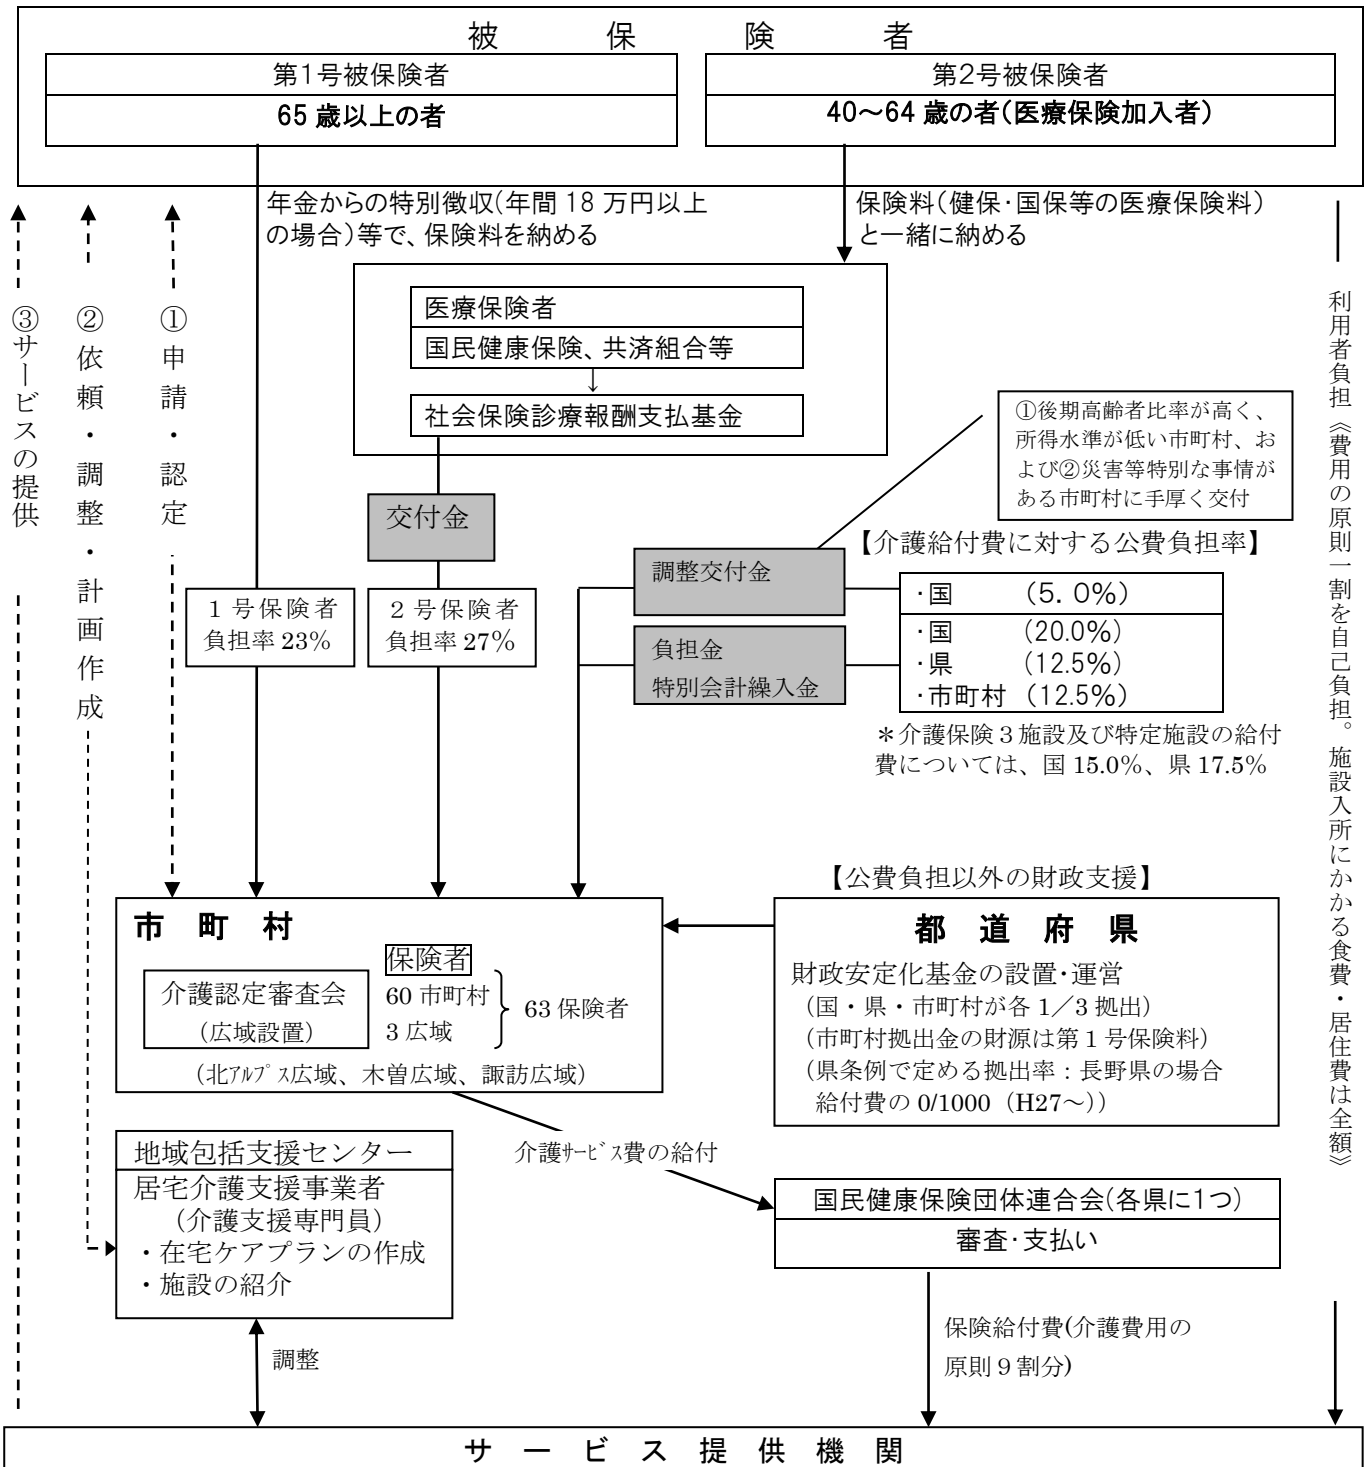 被保険者
第1号被保険者
65 歳以上の者
第2号被保険者
40～64 歳の者(医療保険加入者)
年金からの特別徴収(年間 18 万円以上
の場合)等で、保険料を納める
保険料(健保・国保等の医療保険料)
と一緒に納める
③サービスの提供
②依頼・調整・計画作成
①申請・認定
医療保険者
国民健康保険、共済組合等
↓
社会保険診療報酬支払基金
交付金
①後期高齢者比率が高く、
所得水準が低い市町村、お
よび②災害等特別な事情が
ある市町村に手厚く交付
【介護給付費に対する公費負担率】
調整交付金
・国 (5.0%)
1 号保険者
負担率 23%
2 号保険者
負担率 27%
負担金
特別会計繰入金
・国 (20.0%)
・県 (12.5%)
・市町村 (12.5%)
＊介護保険３施設及び特定施設の給付
費については、国 15.0%、県 17.5%
利用者負担《費用の原則一割を自己負担。施設入所にかかる食費・居住費は全額》
市町村
保険者
介護認定審査会
(広域設置)
60 市町村
3 広域
63 保険者
(北ｱﾙﾌﾟｽ広域、木曽広域、諏訪広域)
【公費負担以外の財政支援】
都道府県
財政安定化基金の設置・運営
(国・県・市町村が各 1／3 拠出)
(市町村拠出金の財源は第１号保険料)
(県条例で定める拠出率：長野県の場合
給付費の 0/1000 (H27～))
介護ｻｰﾋﾞｽ費の給付
地域包括支援センター
居宅介護支援事業者
(介護支援専門員)
・在宅ケアプランの作成
・施設の紹介
国民健康保険団体連合会(各県に1つ)
審査・支払い
調整
保険給付費(介護費用の
原則９割分)
サービス提供機関